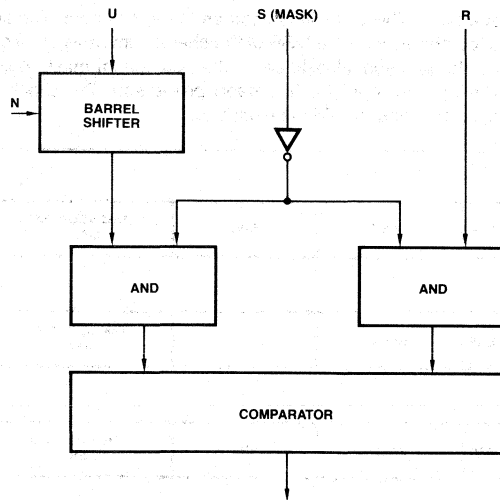 U
S (MASK)
R
N
BARREL
SHIFTER
AND
AND
COMPARATOR